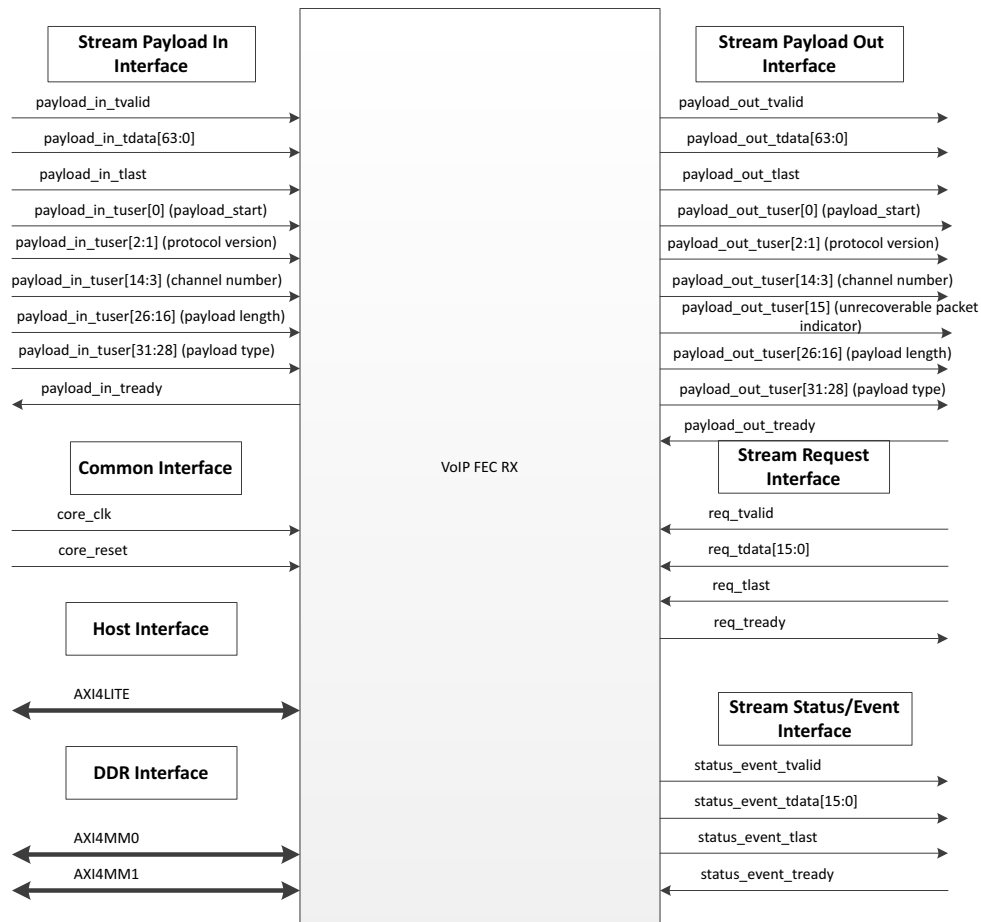 Stream Payload In
Interface
payload_in_tvalid
payload_in_tdata[63:0]
payload_in_tlast
payload_in_tuser[0] (payload_start)
payload_in_tuser[2:1] (protocol version)
payload_in_tuser[14:3] (channel number)
payload_in_tuser[26:16] (payload length)
payload_in_tuser[31:28] (payload type)
payload_in_tready
Common Interface
core_clk
core_reset
Host Interface
AXI4LITE
DDR Interface
AXI4MM0
AXI4MM1
VoIP FEC RX
Stream Payload Out
Interface
payload_out_tvalid
payload_out_tdata[63:0]
payload_out_tlast
payload_out_tuser[0] (payload_start)
payload_out_tuser[2:1] (protocol version)
payload_out_tuser[14:3] (channel number)
payload_out_tuser[15] (unrecoverable packet
indicator)
payload_out_tuser[26:16] (payload length)
payload_out_tuser[31:28] (payload type)
payload_out_tready
Stream Request
Interface
req_tvalid
req_tdata[15:0]
req_tlast
req_tready
Stream Status/Event
Interface
status_event_tvalid
status_event_tdata[15:0]
status_event_tlast
status_event_tready